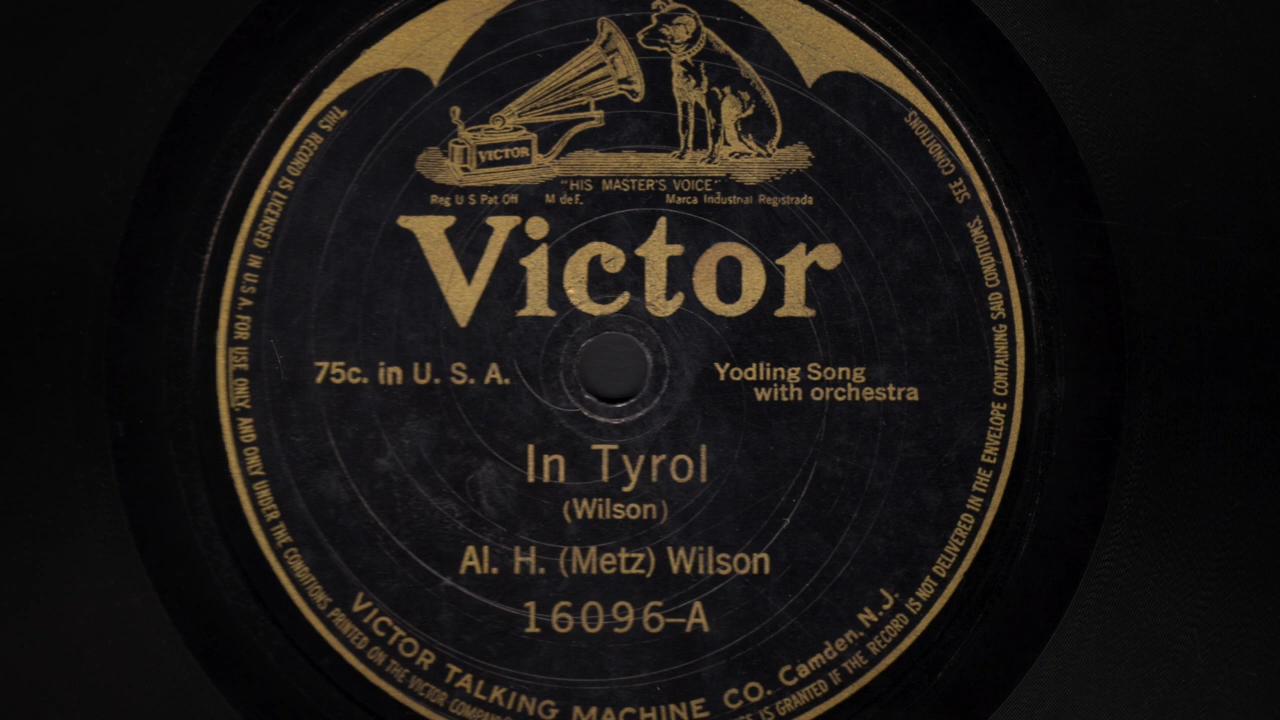 VICTOR
"HIS MASTER'S VOICE"
Reg U S Pat Off M de F. Marca Industrial Registrada
Victor
75c. in U. S. A.
Yodling Song
with orchestra
In Tyrol
(Wilson)
Al. H. (Metz) Wilson
16096–A
VICTOR TALKING MACHINE CO. Camden, N.J.
THIS RECORD IS LICENSED IN U.S.A. FOR USE ONLY, AND ONLY UNDER THE CONDITIONS PRINTED ON THE VICTOR COMPANY
IS GRANTED IF THE RECORD IS NOT DELIVERED IN THE ENVELOPE CONTAINING SAID CONDITIONS. SEE CONDITIONS